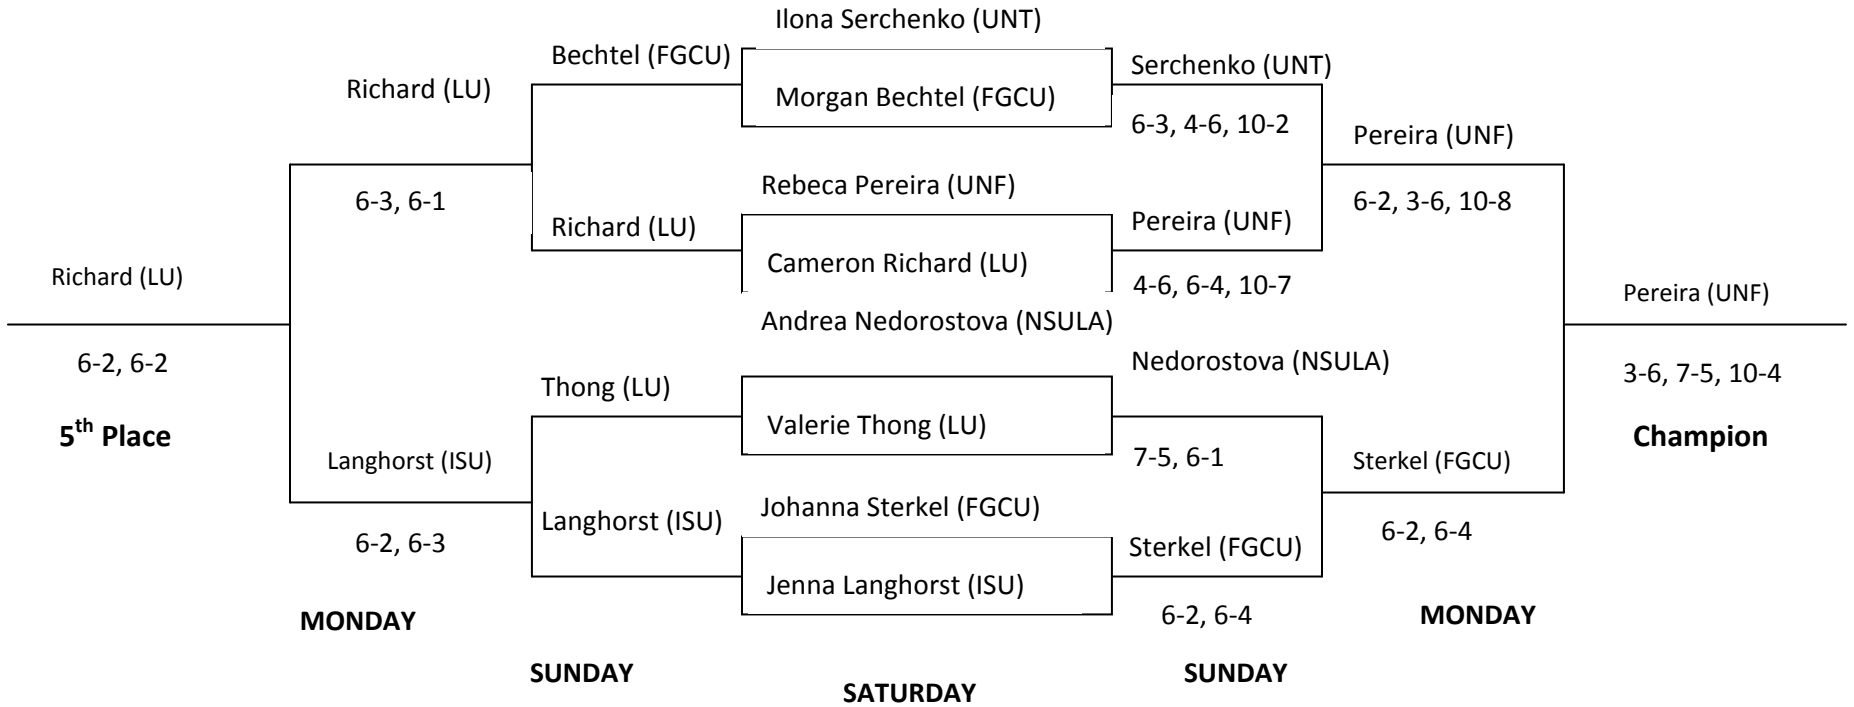 Ilona Serchenko (UNT)
Bechtel (FGCU)
Serchenko (UNT)
Richard (LU)
Morgan Bechtel (FGCU)
6-3, 4-6, 10-2
Pereira (UNF)
6-3, 6-1
Rebeca Pereira (UNF)
6-2, 3-6, 10-8
Richard (LU)
Pereira (UNF)
Cameron Richard (LU)
Richard (LU)
4-6, 6-4, 10-7
Pereira (UNF)
Andrea Nedorostova (NSULA)
6-2, 6-2
Nedorostova (NSULA)
3-6, 7-5, 10-4
Thong (LU)
5th Place
Valerie Thong (LU)
Champion
Langhorst (ISU)
7-5, 6-1
Sterkel (FGCU)
Langhorst (ISU)
Johanna Sterkel (FGCU)
6-2, 6-3
Sterkel (FGCU)
6-2, 6-4
Jenna Langhorst (ISU)
6-2, 6-4
MONDAY
MONDAY
SUNDAY
SUNDAY
SATURDAY